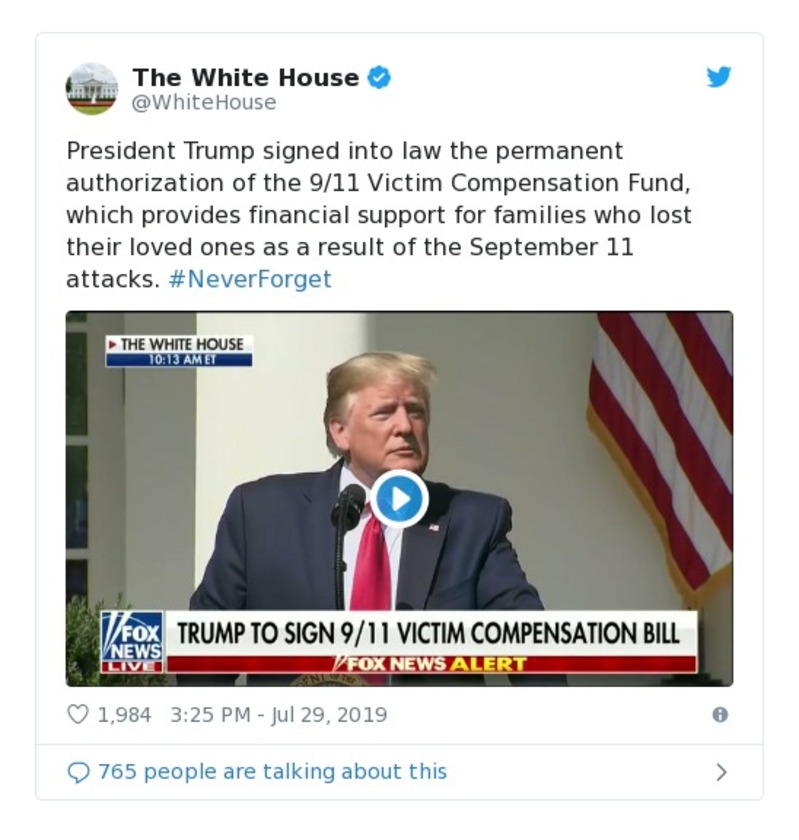 The White House
@WhiteHouse
President Trump signed into law the permanent
authorization of the 9/11 Victim Compensation Fund,
which provides financial support for families who lost
their loved ones as a result of the September 11
attacks. #NeverForget
THE WHITE HOUSE
10:13 AM ET
FOX
NEWS
LIVE
TRUMP TO SIGN 9/11 VICTIM COMPENSATION BILL
FOX NEWS ALERT
1,984 3:25 PM - Jul 29, 2019
765 people are talking about this